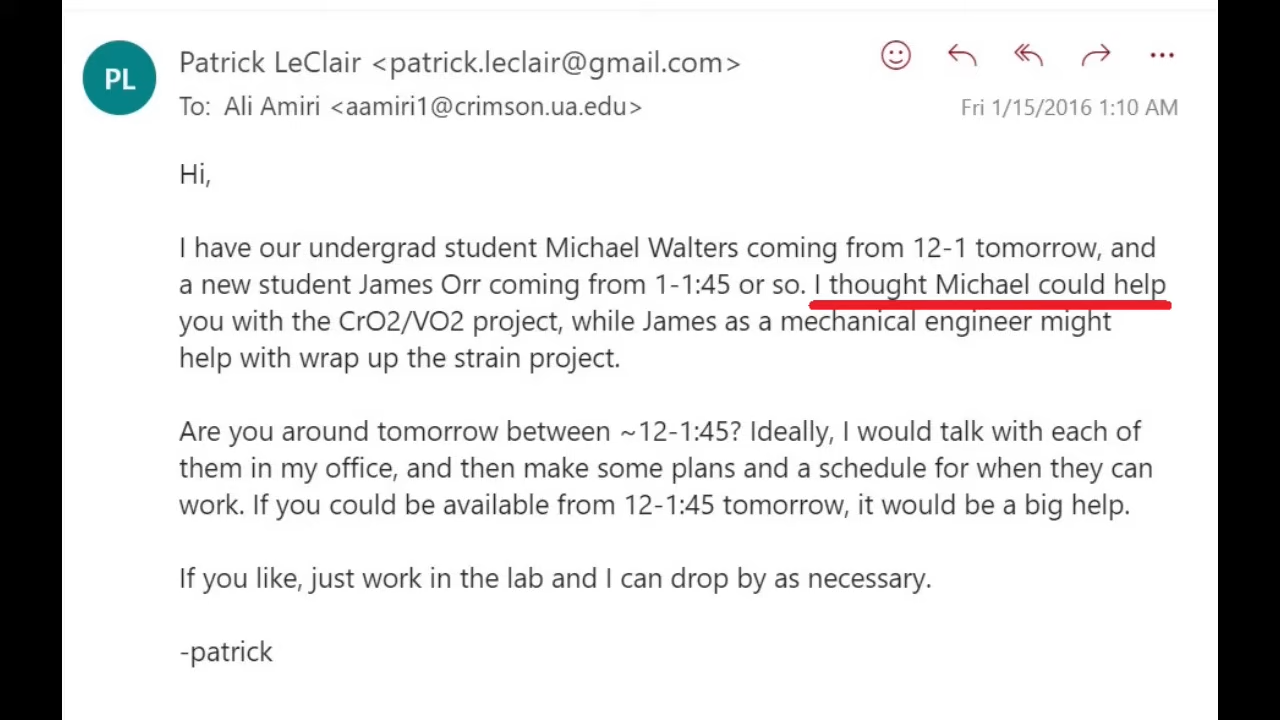 PL
Patrick LeClair <patrick.leclair@gmail.com>
To: Ali Amiri <aamiri1@crimson.ua.edu>
Fri 1/15/2016 1:10 AM
Hi,
I have our undergrad student Michael Walters coming from 12-1 tomorrow, and
a new student James Orr coming from 1-1:45 or so. I thought Michael could help
you with the CrO2/VO2 project, while James as a mechanical engineer might
help with wrap up the strain project.
Are you around tomorrow between ~12-1:45? Ideally, I would talk with each of
them in my office, and then make some plans and a schedule for when they can
work. If you could be available from 12-1:45 tomorrow, it would be a big help.
If you like, just work in the lab and I can drop by as necessary.
-patrick